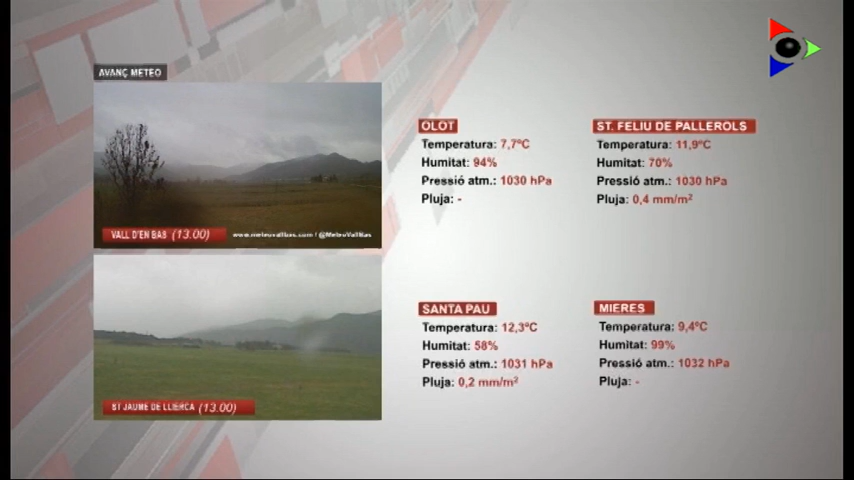 AVANÇ METEO
VALL D'EN BAS (13.00)
www.meteovallbas.com / @MeteoVallBas
ST JAUME DE LLIERCA (13.00)
OLOT
Temperatura: 7,7ºC
Humitat: 94%
Pressió atm.: 1030 hPa
Pluja: -
ST. FELIU DE PALLEROLS
Temperatura: 11,9ºC
Humitat: 70%
Pressió atm.: 1030 hPa
Pluja: 0,4 mm/m²
SANTA PAU
Temperatura: 12,3ºC
Humitat: 58%
Pressió atm.: 1031 hPa
Pluja: 0,2 mm/m²
MIERES
Temperatura: 9,4ºC
Humitat: 99%
Pressió atm.: 1032 hPa
Pluja: -